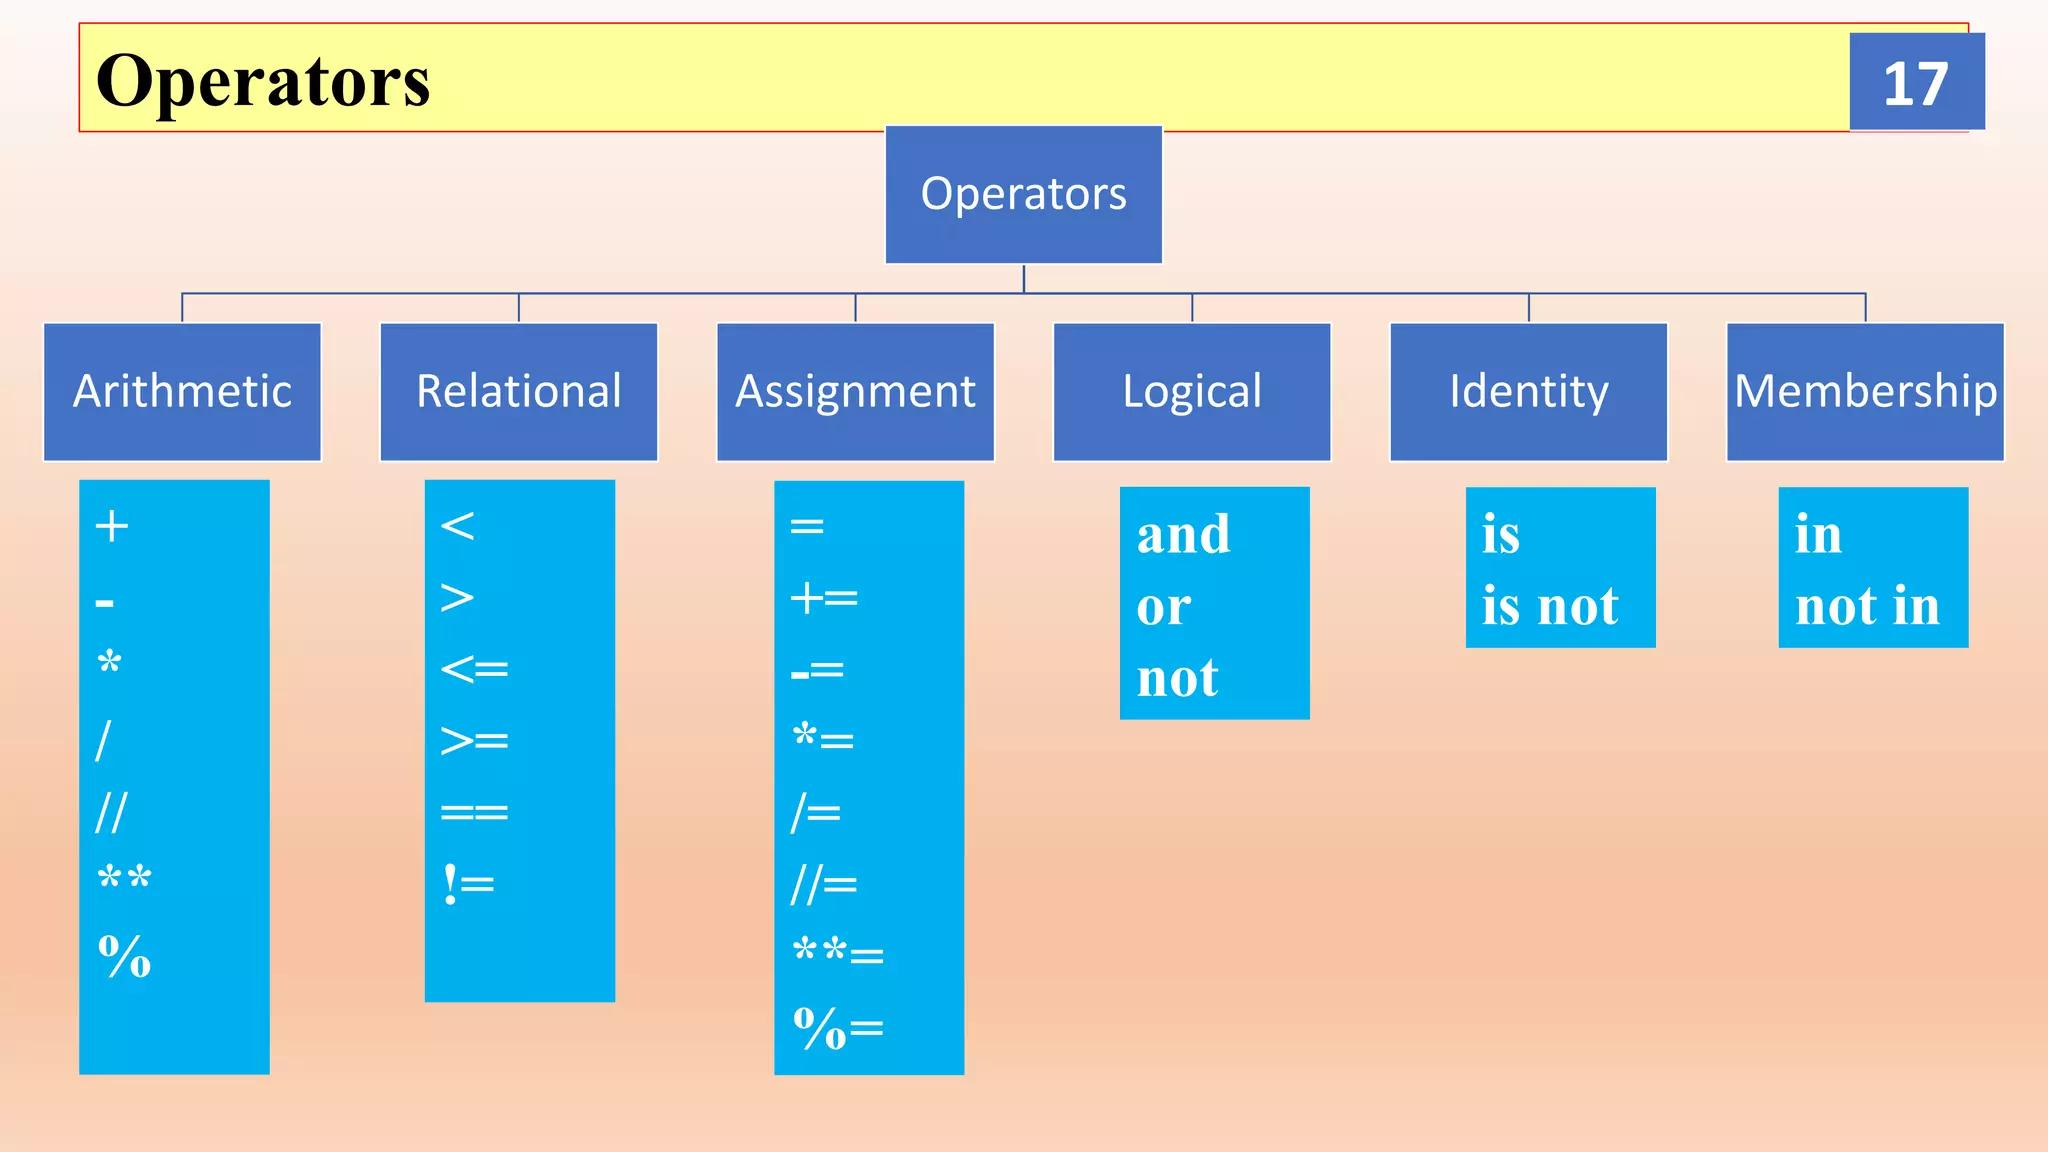 Operators
17
Operators
Arithmetic
Relational
Assignment
Logical
Identity
Membership
+
-
*
/
//
**
%
<
>
<=
>=
==
!=
=
+=
-=
*=
/=
//=
**=
%=
and
or
not
is
is not
in
not in